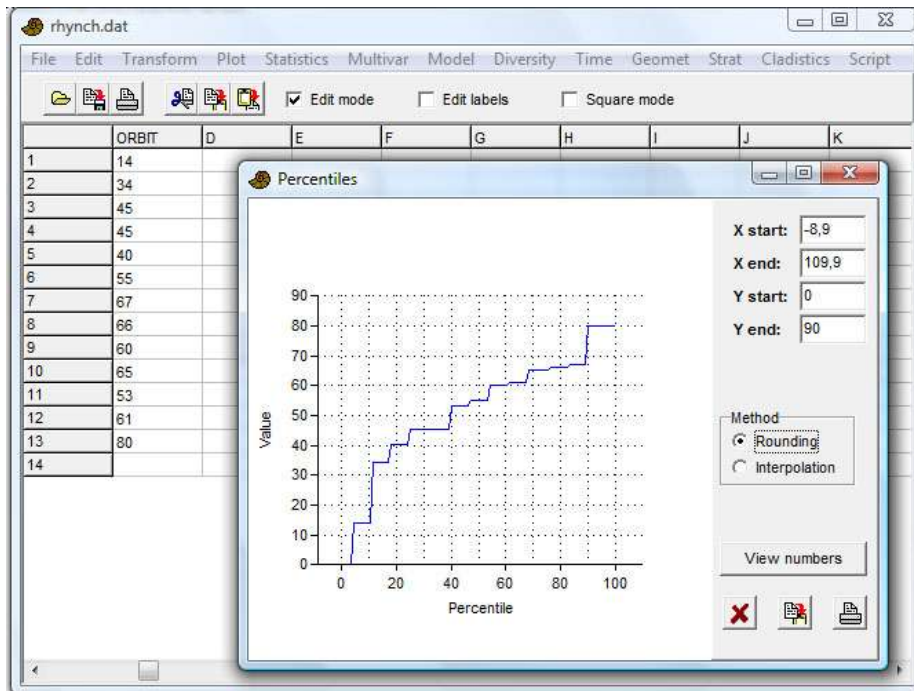 rhynch.dat
File Edit Transform Plot Statistics Multivar Model Diversity Time Geomet Strat Cladistics Script
Edit mode Edit labels Square mode
ORBIT D E F G H I J K
1 14
2 34
3 45
4 45
5 40
6 55
7 67
8 66
9 60
10 65
11 53
12 61
13 80
14
Percentiles
X start: -8,9
X end: 109,9
Y start: 0
Y end: 90
90
80
70
60
50
40
30
20
10
0
Value
0 20 40 60 80 100
Percentile
Method
Rounding
Interpolation
View numbers